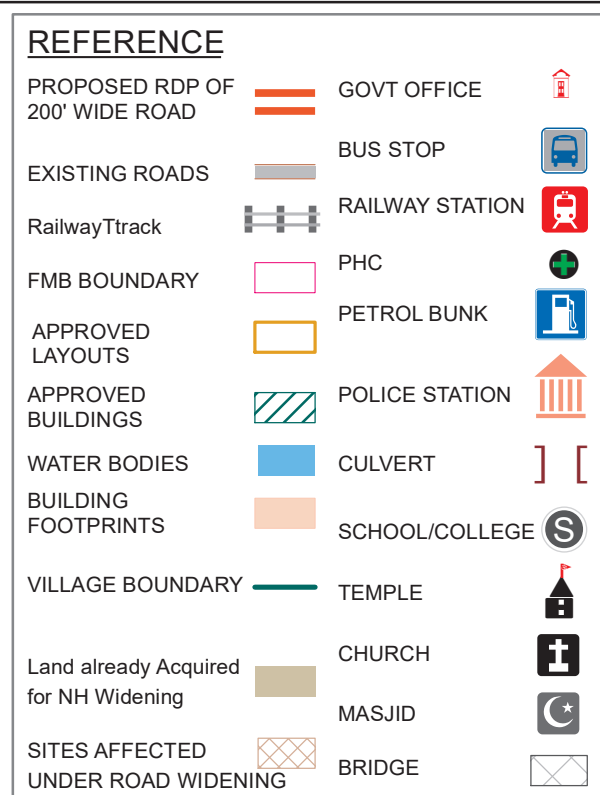 REFERENCE
PROPOSED RDP OF
200' WIDE ROAD
EXISTING ROADS
RailwayTtrack
FMB BOUNDARY
APPROVED
LAYOUTS
APPROVED
BUILDINGS
WATER BODIES
BUILDING
FOOTPRINTS
VILLAGE BOUNDARY
Land already Acquired
for NH Widening
SITES AFFECTED
UNDER ROAD WIDENING
GOVT OFFICE
BUS STOP
RAILWAY STATION
PHC
PETROL BUNK
POLICE STATION
CULVERT
SCHOOL/COLLEGE
S
TEMPLE
CHURCH
MASJID
BRIDGE